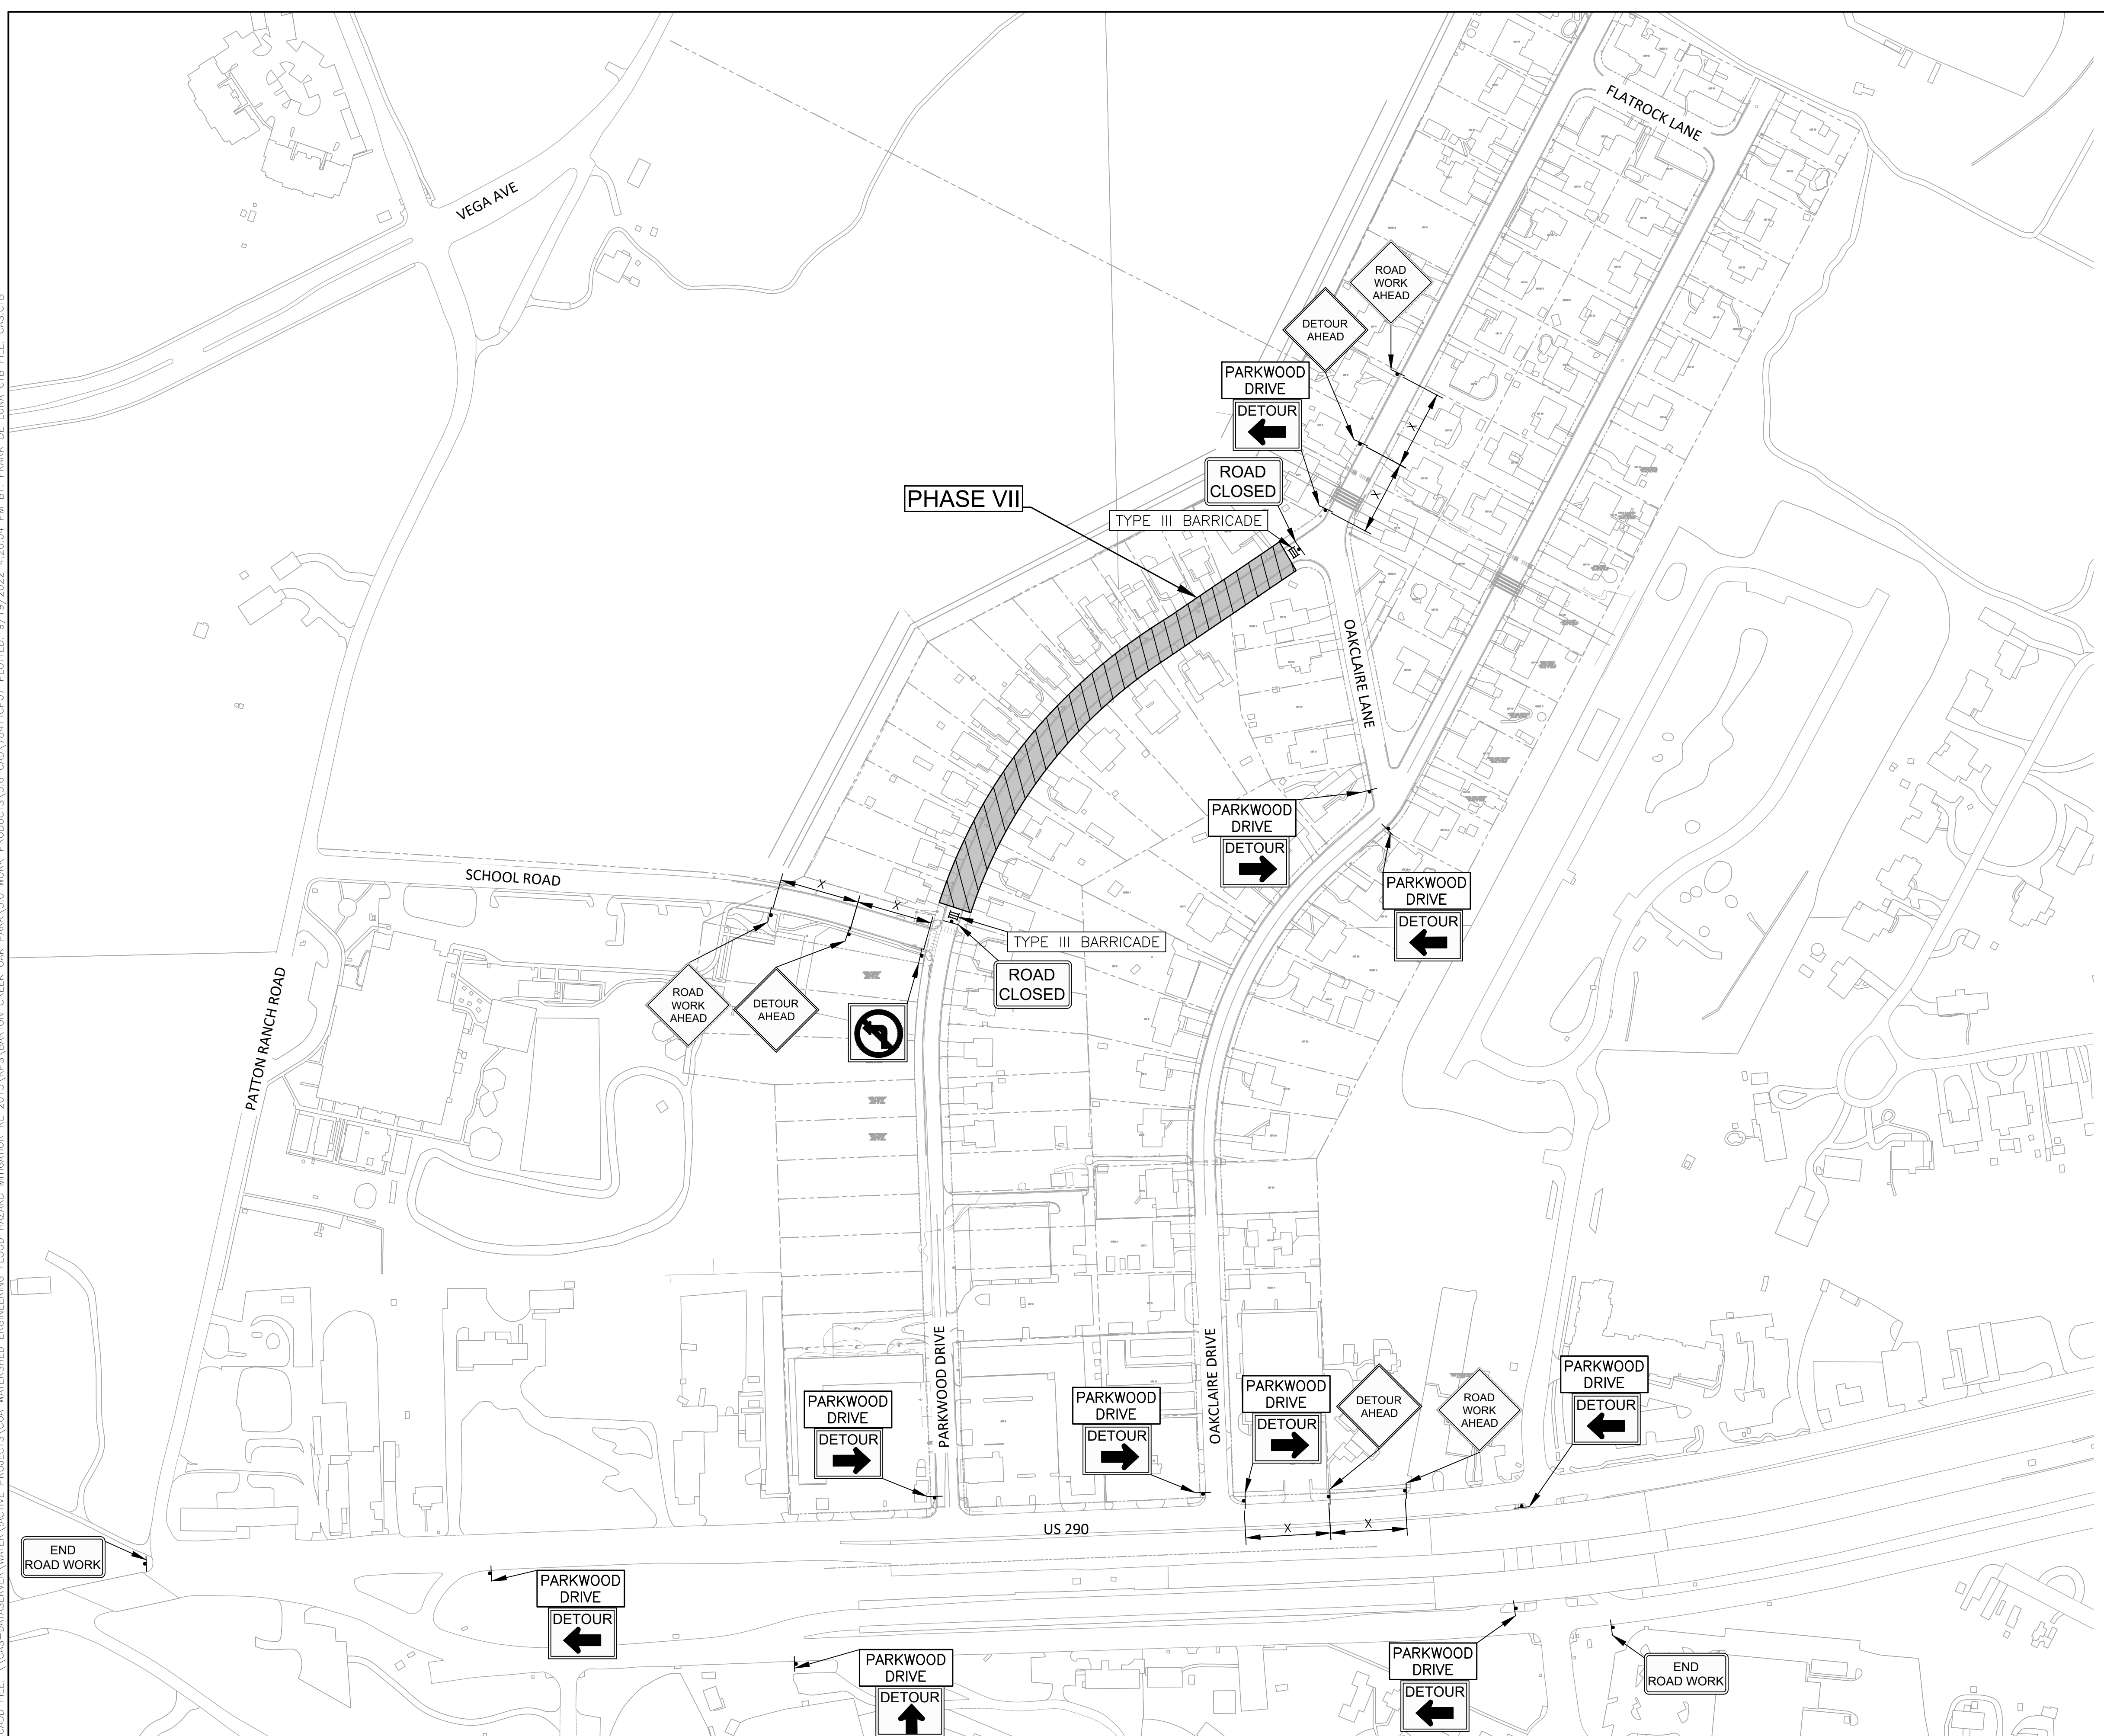 FLATROCK LANE
VEGA AVE
ROAD
WORK
AHEAD
DETOUR
AHEAD
PARKWOOD
DRIVE
DETOUR
ROAD
CLOSED
PHASE VII
TYPE III BARRICADE
X
X
OAKCLAIRE LANE
PARKWOOD
DRIVE
DETOUR
PARKWOOD
DRIVE
DETOUR
SCHOOL ROAD
X
X
TYPE III BARRICADE
ROAD
CLOSED
ROAD
WORK
AHEAD
DETOUR
AHEAD
PATTON RANCH ROAD
PARKWOOD DRIVE
OAKCLAIRE DRIVE
PARKWOOD
DRIVE
DETOUR
PARKWOOD
DRIVE
DETOUR
PARKWOOD
DRIVE
DETOUR
DETOUR
AHEAD
ROAD
WORK
AHEAD
PARKWOOD
DRIVE
DETOUR
US 290
X
X
END
ROAD WORK
PARKWOOD
DRIVE
DETOUR
PARKWOOD
DRIVE
DETOUR
PARKWOOD
DRIVE
DETOUR
END
ROAD WORK